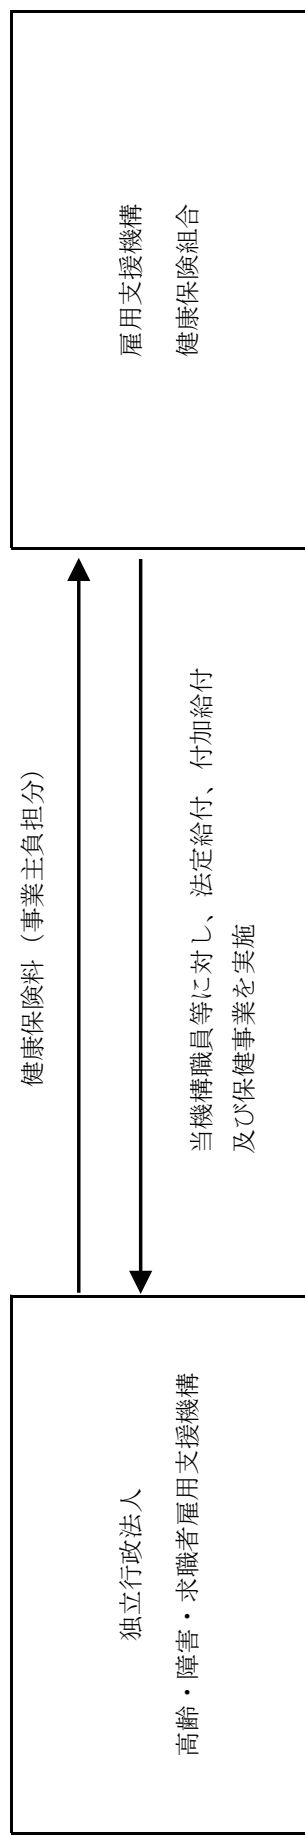 独立行政法人
高齢・障害・求職者雇用支援機構
健康保険料（事業主負担分）
当機構職員等に対し、法定給付、付加給付
及び保健事業を実施
雇用支援機構
健康保険組合